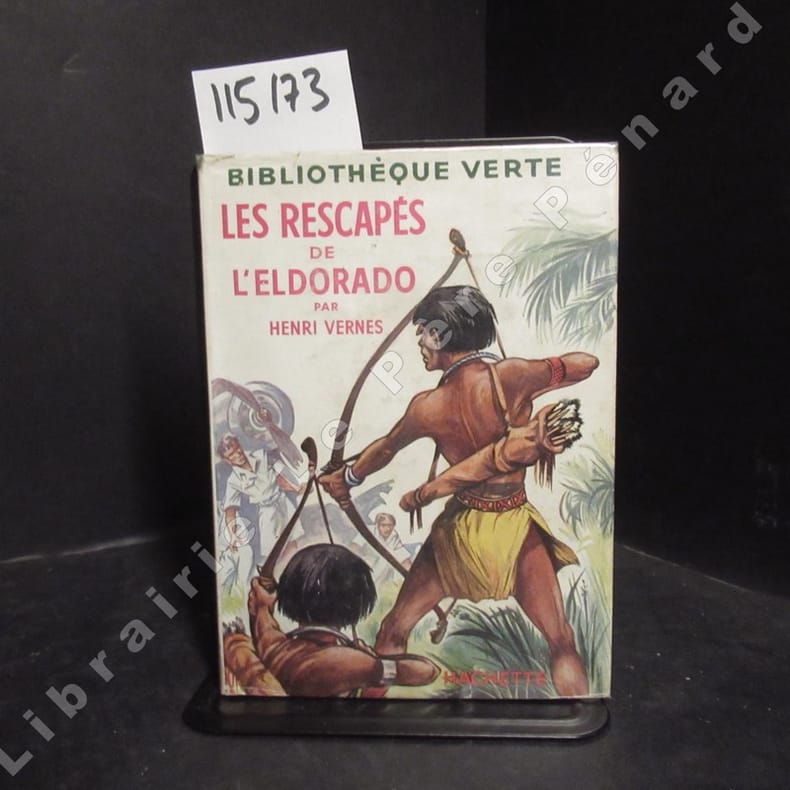 115173
BIBLIOTHÈQUE VERTE
LES RESCAPÉS
DE
L'ELDORADO
PAR
HENRI VERNES
HACHETTE
Librairie Le Père Pénard